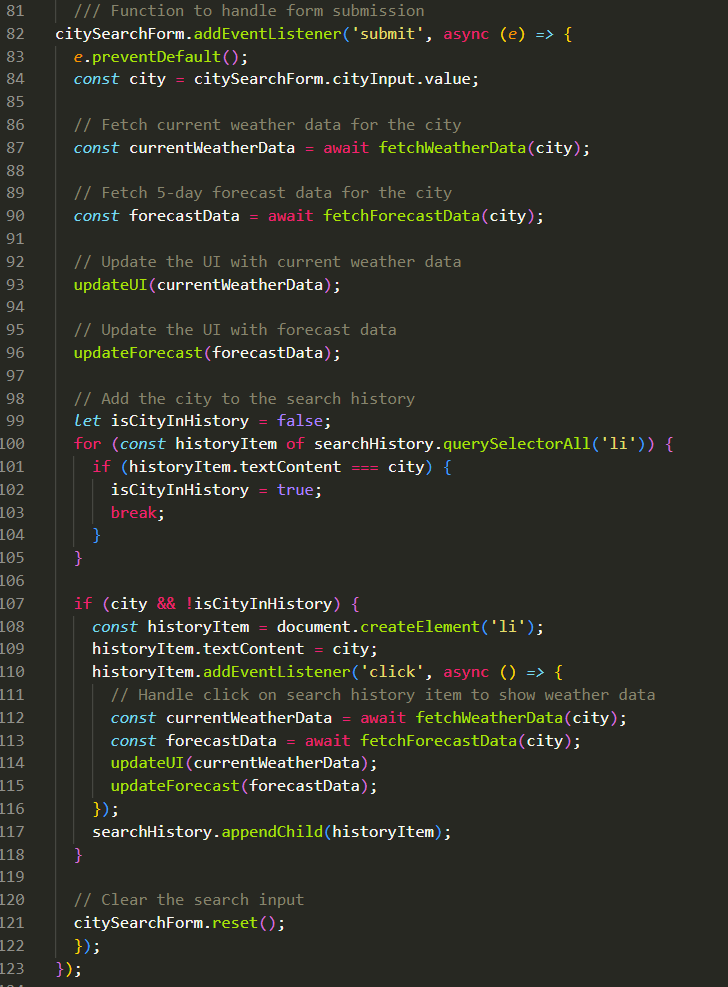 81 /// Function to handle form submission
82 citySearchForm.addEventListener('submit', async (e) => {
83 e.preventDefault();
84 const city = citySearchForm.cityInput.value;
85
86 // Fetch current weather data for the city
87 const currentWeatherData = await fetchWeatherData(city);
88
89 // Fetch 5-day forecast data for the city
90 const forecastData = await fetchForecastData(city);
91
92 // Update the UI with current weather data
93 updateUI(currentWeatherData);
94
95 // Update the UI with forecast data
96 updateForecast(forecastData);
97
98 // Add the city to the search history
99 let isCityInHistory = false;
100 for (const historyItem of searchHistory.querySelectorAll('li')) {
101 if (historyItem.textContent === city) {
102 isCityInHistory = true;
103 break;
104 }
105 }
106
107 if (city && !isCityInHistory) {
108 const historyItem = document.createElement('li');
109 historyItem.textContent = city;
110 historyItem.addEventListener('click', async () => {
111 // Handle click on search history item to show weather data
112 const currentWeatherData = await fetchWeatherData(city);
113 const forecastData = await fetchForecastData(city);
114 updateUI(currentWeatherData);
115 updateForecast(forecastData);
116 });
117 searchHistory.appendChild(historyItem);
118 }
119
120 // Clear the search input
121 citySearchForm.reset();
122 });
123 });